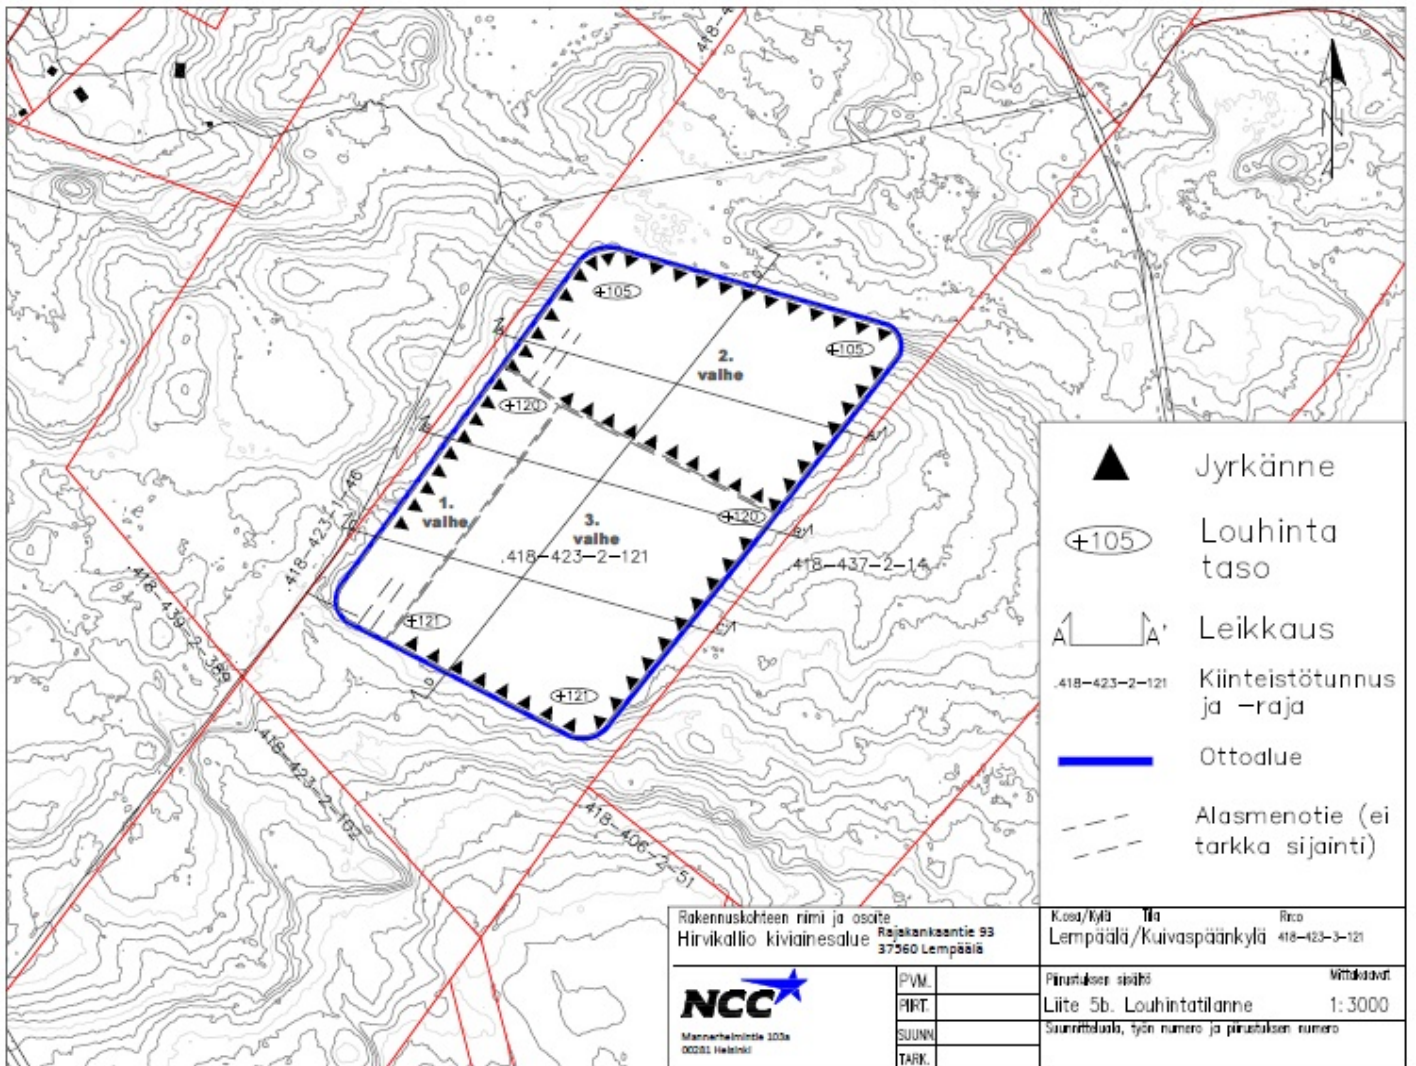 418-4
N
+105
2.
vaihe
+105
+120
1.
vaihe
3.
vaihe
+120
.418-423-2-121
.418-437-2-14
.418-423-1-146
.418-439-2-389
+121
+121
.418-423-2-102
.418-406-2-51
Jyrkänne
+105
Louhinta
taso
A A'
Leikkaus
.418-423-2-121
Kiinteistötunnus
ja -raja
Ottoalue
Alasmenotie (ei
tarkka sijainti)
Rakennuskohteen nimi ja osoite
Hirvikallio kiviainesalue
Rajakankaantie 93
37560 Lempäälä
K.osa/Kylä Tila Rn:o
Lempäälä/Kuivaspäänkylä 418-423-3-121
NCC
Mannerheimintie 103a
00281 Helsinki
PVM.
PIIRT.
SUUNN.
TARK.
Piirustuksen sisältö Mittakaavat
Liite 5b. Louhintatilanne 1:3000
Suunnitteluala, työn numero ja piirustuksen numero